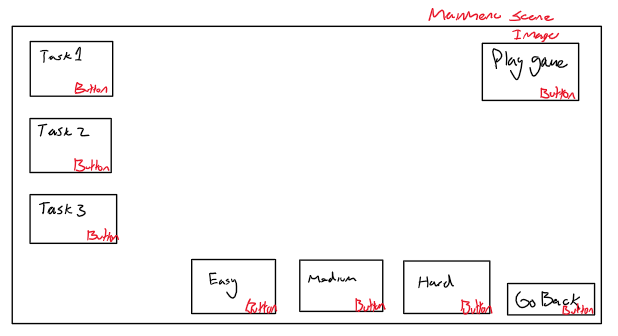 Mainmenu Scene
Image
Task 1
Button
Play game
Button
Task 2
Button
Task 3
Button
Easy
Button
Medium
Button
Hard
Button
Go Back
Button